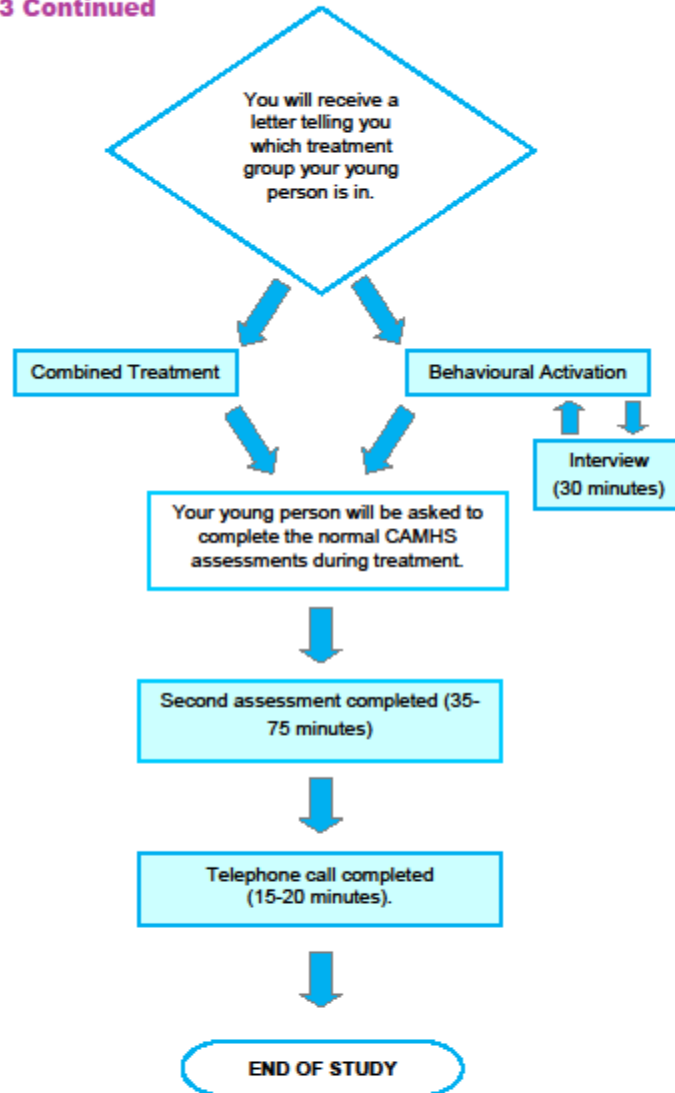 3 Continued
You will receive a
letter telling you
which treatment
group your young
person is in.
Combined Treatment
Behavioural Activation
Interview
(30 minutes)
Your young person will be asked to
complete the normal CAMHS
assessments during treatment.
Second assessment completed (35-
75 minutes)
Telephone call completed
(15-20 minutes).
END OF STUDY